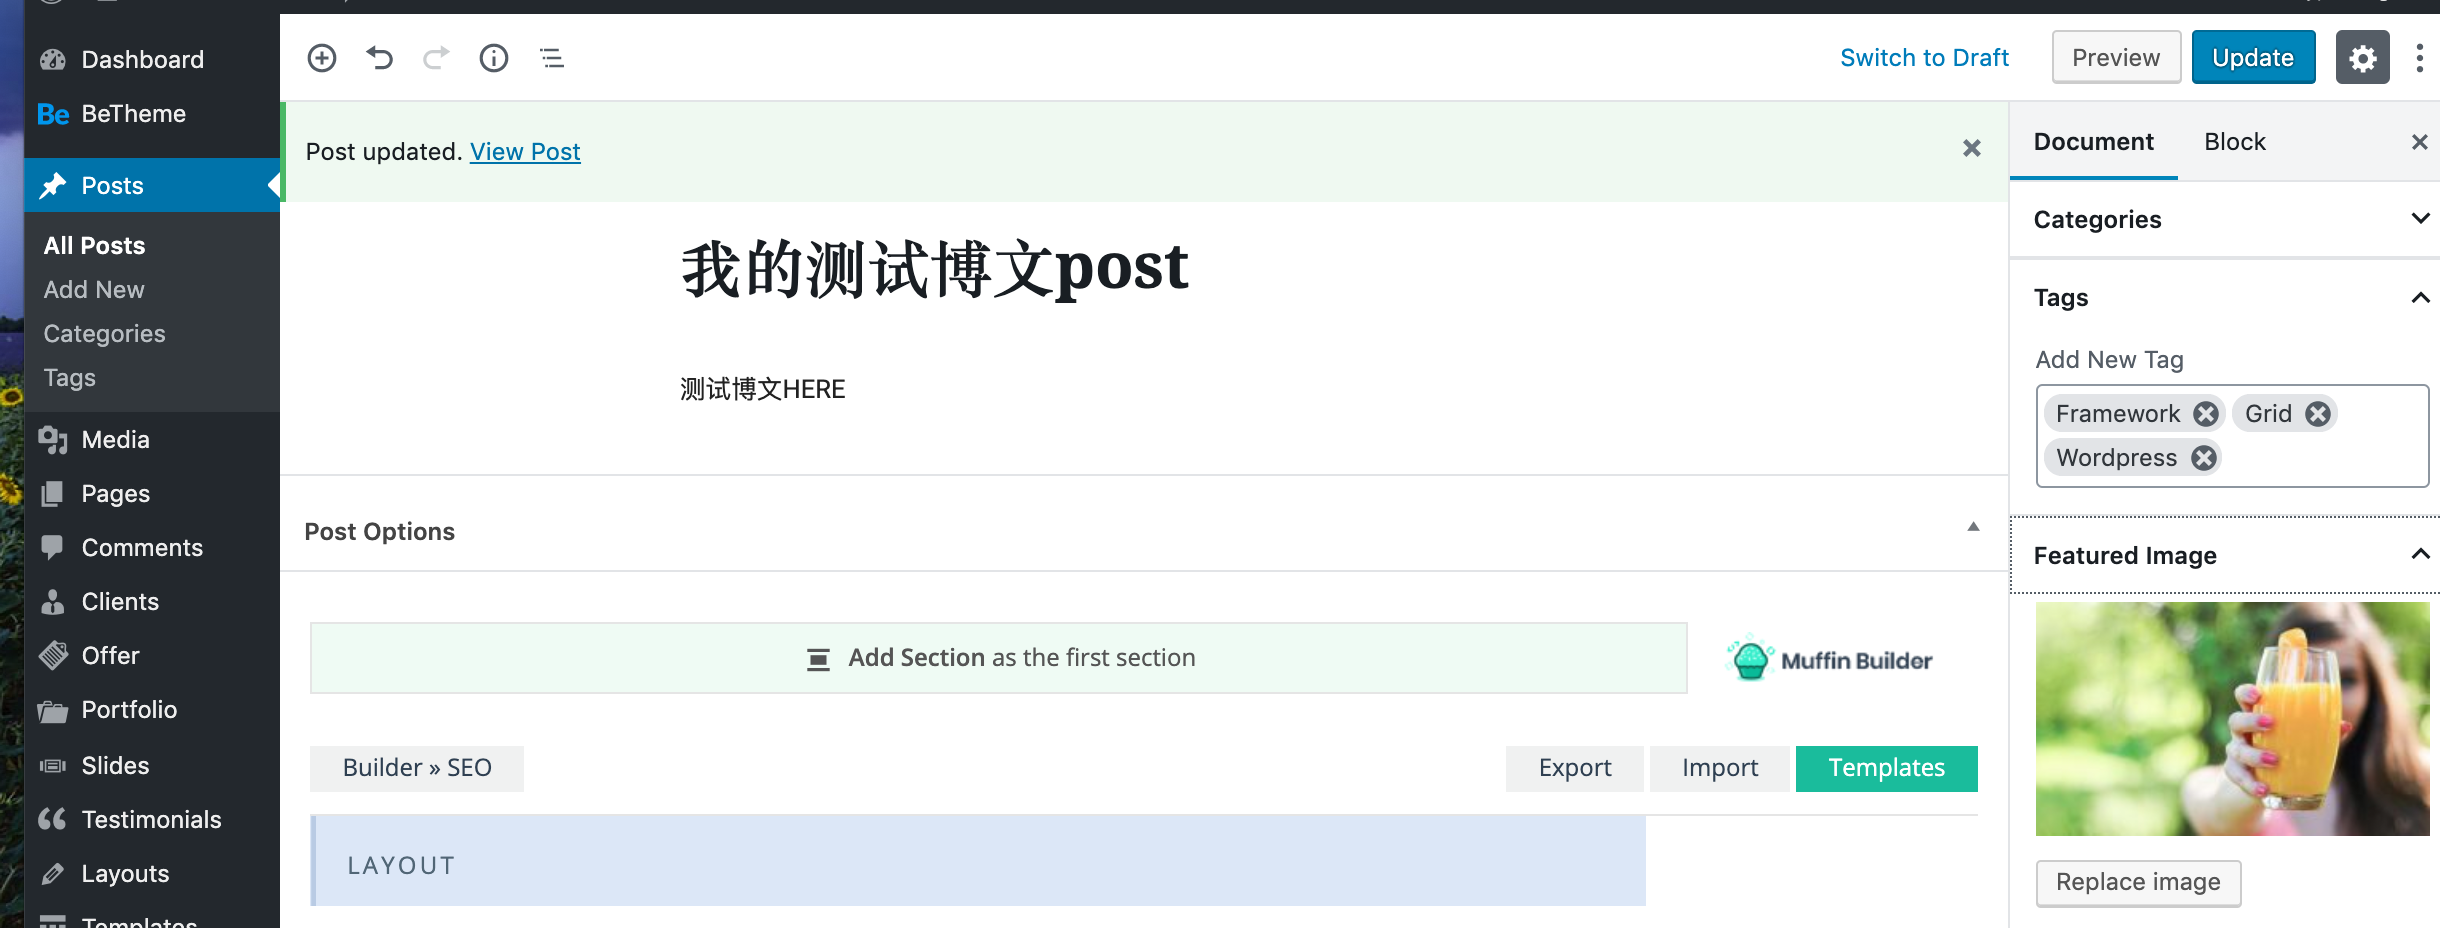 Dashboard
Be BeTheme
Posts
All Posts
Add New
Categories
Tags
Media
Pages
Comments
Clients
Offer
Portfolio
Slides
Testimonials
Layouts
Templates
Switch to Draft
Preview
Update
Post updated. View Post
我的测试博文post
测试博文HERE
Post Options
Add Section as the first section
Muffin Builder
Builder » SEO
Export
Import
Templates
LAYOUT
Document
Block
Categories
Tags
Add New Tag
Framework Grid
Wordpress
Featured Image
Replace image